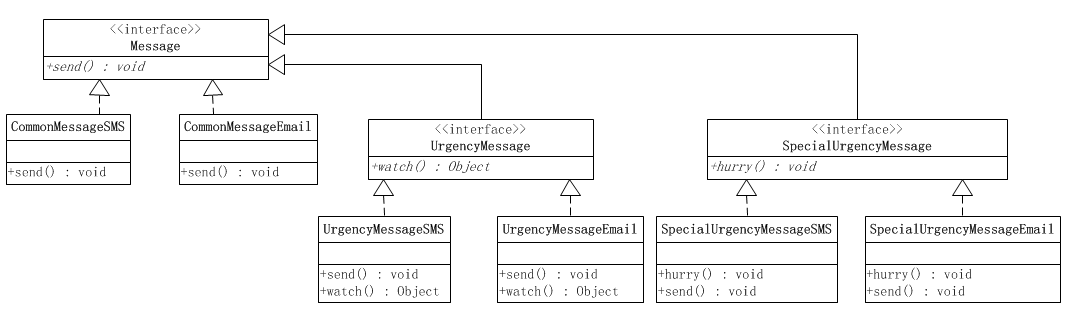 <<interface>>
Message
+send() : void
CommonMessageSMS
+send() : void
CommonMessageEmail
+send() : void
<<interface>>
UrgencyMessage
+watch() : Object
<<interface>>
SpecialUrgencyMessage
+hurry() : void
UrgencyMessageSMS
+send() : void
+watch() : Object
UrgencyMessageEmail
+send() : void
+watch() : Object
SpecialUrgencyMessageSMS
+hurry() : void
+send() : void
SpecialUrgencyMessageEmail
+hurry() : void
+send() : void